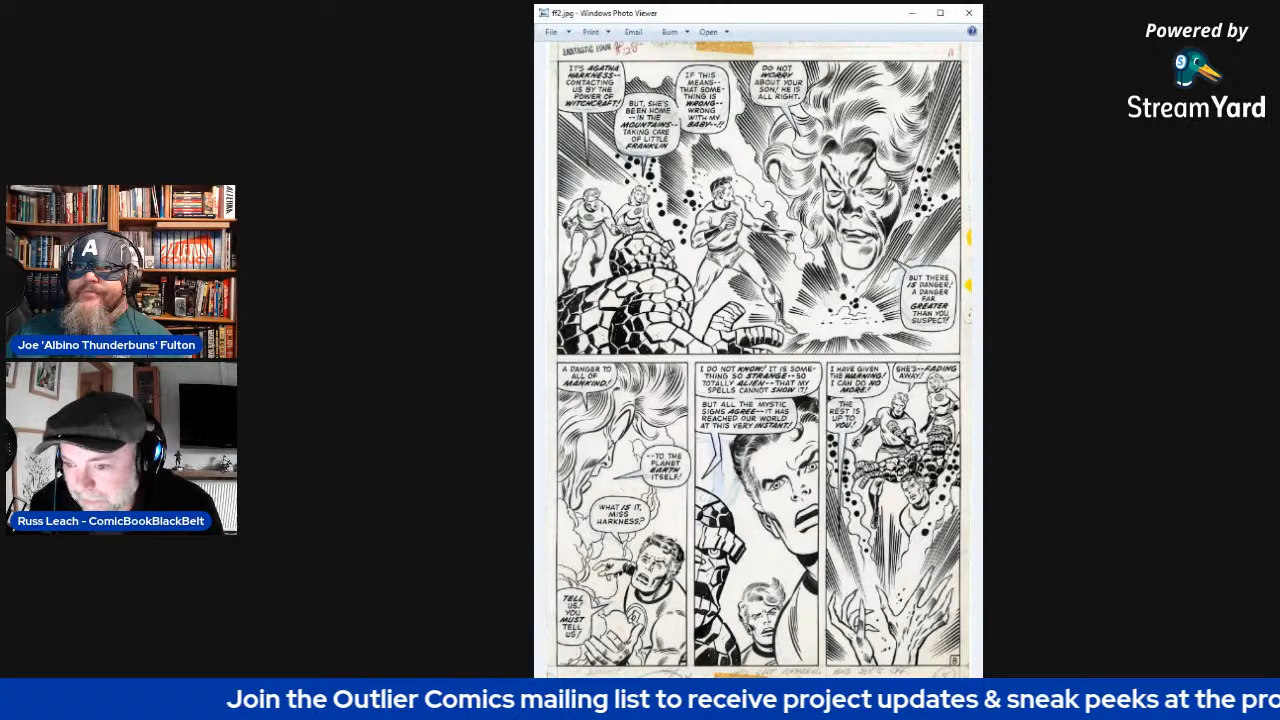 ff2.jpg - Windows Photo Viewer
File Print Email Burn Open
Powered by
StreamYard
FANTASTIC FOUR #120
11
IT'S AGATHA
HARKNESS--
CONTACTING
US BY THE
POWER OF
WITCHCRAFT!
BUT, SHE'S
BEEN HOME
--IN THE
MOUNTAINS--
TAKING CARE
OF LITTLE
FRANKLIN
IF THIS
MEANS--
THAT SOME-
THING IS
WRONG--
WRONG
WITH MY
BABY--!!
DO NOT
WORRY
ABOUT YOUR
SON! HE IS
ALL RIGHT.
BUT THERE
IS DANGER!
A DANGER
FAR
GREATER
THAN YOU
SUSPECT!
A DANGER TO
ALL OF
MANKIND!
--TO THE
PLANET
EARTH
ITSELF!
WHAT IS IT,
MISS
HARKNESS?
TELL
US!
YOU
MUST
TELL
US!
I DO NOT KNOW! IT IS SOME-
THING SO STRANGE--SO
TOTALLY ALIEN--THAT MY
SPELLS CANNOT SHOW IT!
BUT ALL THE MYSTIC
SIGNS AGREE--IT HAS
REACHED OUR WORLD
AT THIS VERY INSTANT!
I HAVE GIVEN
THE WARNING!
I CAN DO NO
MORE!
THE
REST IS
UP TO
YOU!
SHE'S--FADING
AWAY!
8
A
Joe 'Albino Thunderbuns' Fulton
Russ Leach - ComicBookBlackBelt
Join the Outlier Comics mailing list to receive project updates & sneak peeks at the pro